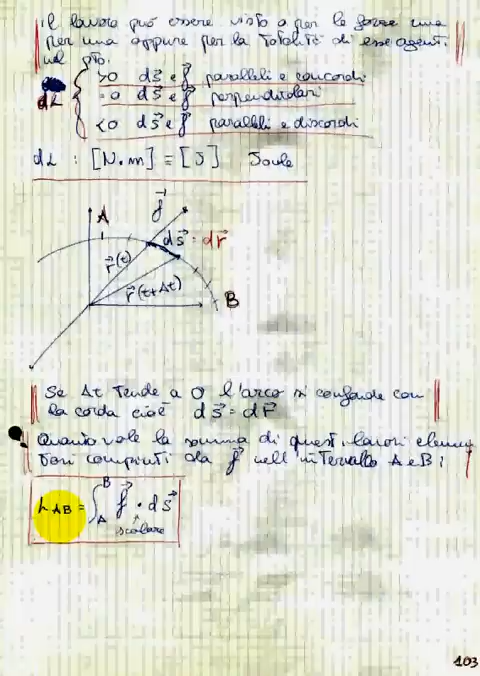 il lavoro può essere visto o per le forze una
per una oppure per la totalità di esse agenti
nel pto.
dL { >0 ds⃗ e f⃗ paralleli e concordi
=0 ds⃗ e f⃗ perpendicolari
<0 ds⃗ e f⃗ paralleli e discordi
dL : [N.m] = [J] Joule
A
f⃗
ds⃗ = dr⃗
r⃗(t)
r⃗(t+Δt)
B
Se Δt tende a 0 l'arco si confonde con
la corda cioè ds⃗ = dr⃗
Quanto vale la somma di questi lavori elemen
tari compiuti da f⃗ nell'intervallo A e B ?
L AB = ∫_A^B f⃗ • ds⃗
scalare
103